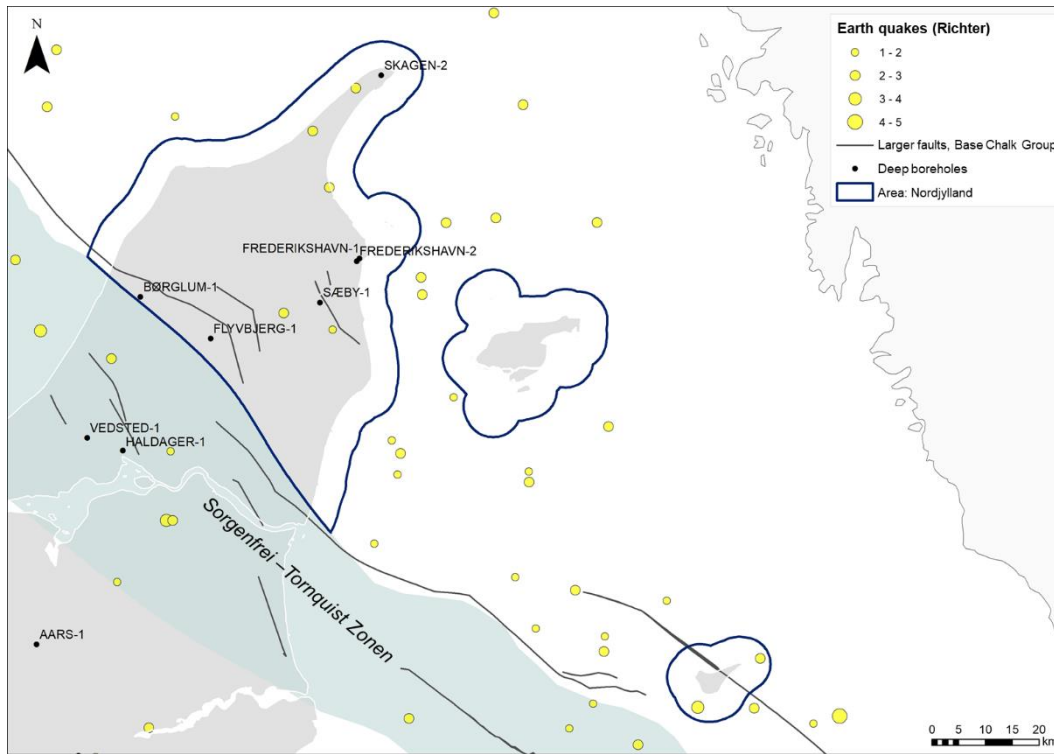 N
SKAGEN-2
FREDERIKSHAVN-1
FREDERIKSHAVN-2
BØRGLUM-1
SÆBY-1
FLYVBJERG-1
VEDSTED-1
HALDAGER-1
Sorgenfrei –Tornquist Zonen
AARS-1
Earth quakes (Richter)
1 - 2
2 - 3
3 - 4
4 - 5
Larger faults, Base Chalk Group
Deep boreholes
Area: Nordjylland
0 5 10 15 20
km